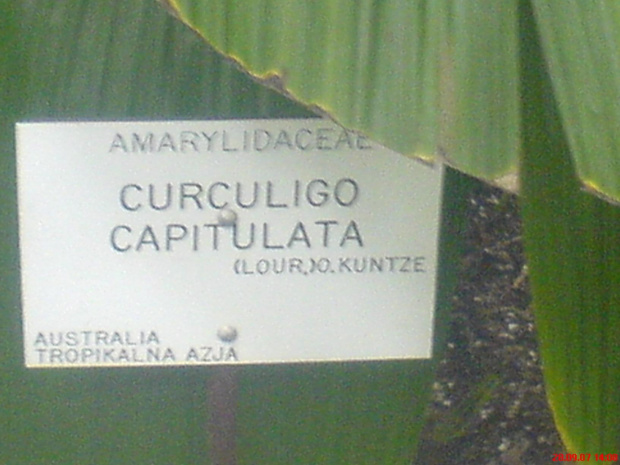 AMARYLIDACEAE
CURCULIGO
CAPITULATA
(LOUR,)O.KUNTZE
AUSTRALIA
TROPIKALNA AZJA